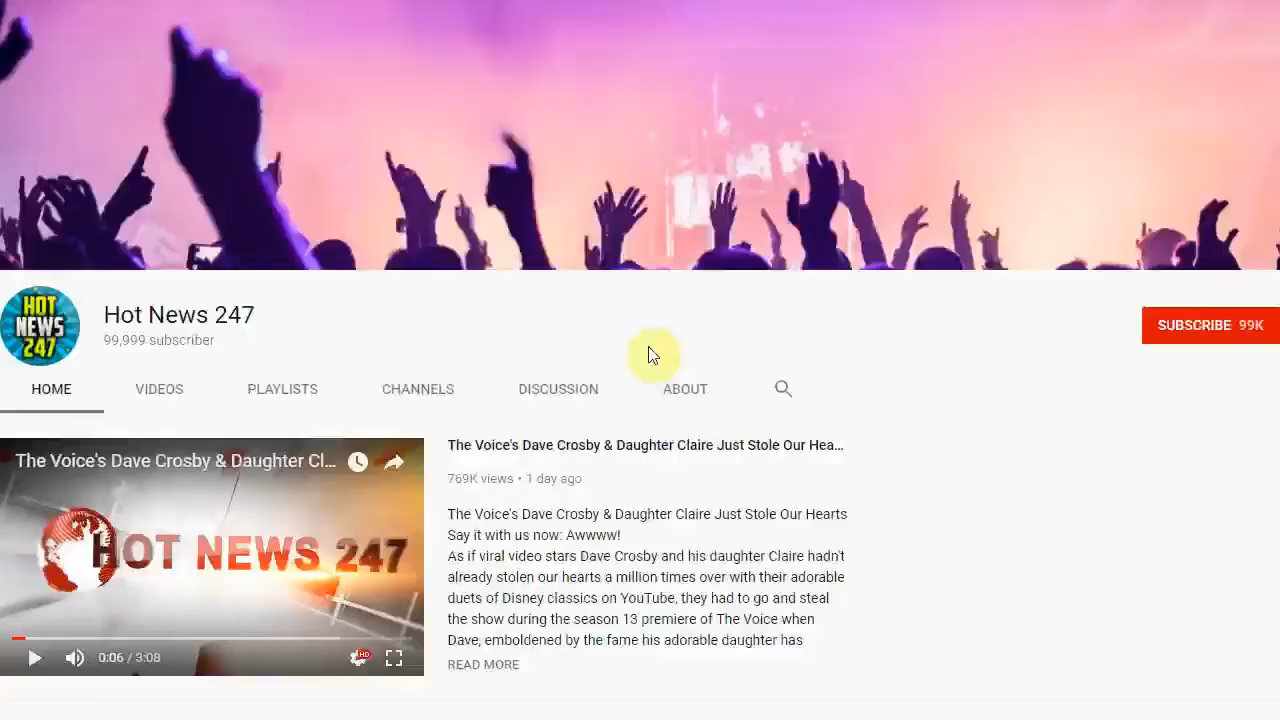 HOT
NEWS
247
Hot News 247
99,999 subscriber
SUBSCRIBE 99K
HOME
VIDEOS
PLAYLISTS
CHANNELS
DISCUSSION
ABOUT
The Voice's Dave Crosby & Daughter Cl...
HOT NEWS 247
0:06 / 3:08
HD
The Voice's Dave Crosby & Daughter Claire Just Stole Our Hea...
769K views • 1 day ago
The Voice's Dave Crosby & Daughter Claire Just Stole Our Hearts
Say it with us now: Awwww!
As if viral video stars Dave Crosby and his daughter Claire hadn't
already stolen our hearts a million times over with their adorable
duets of Disney classics on YouTube, they had to go and steal
the show during the season 13 premiere of The Voice when
Dave, emboldened by the fame his adorable daughter has
READ MORE